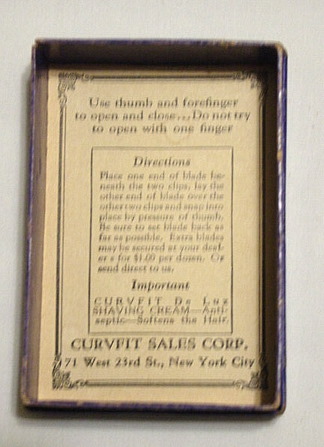 Use thumb and forefinger
to open and close...Do not try
to open with one finger
Directions
Place one end of blade be-
neath the two clips, lay the
other end of blade over the
other two clips and snap into
place by pressure of thumb.
Be sure to set blade back as
far as possible. Extra blades
may be secured at your deal-
er s for $1.00 per dozen. Or
send direct to us.
Important
CURVFIT De Lux
SHAVING CREAM—Anti-
septic—Softens the Hair.
CURVFIT SALES CORP.
71 West 23rd St., New York City